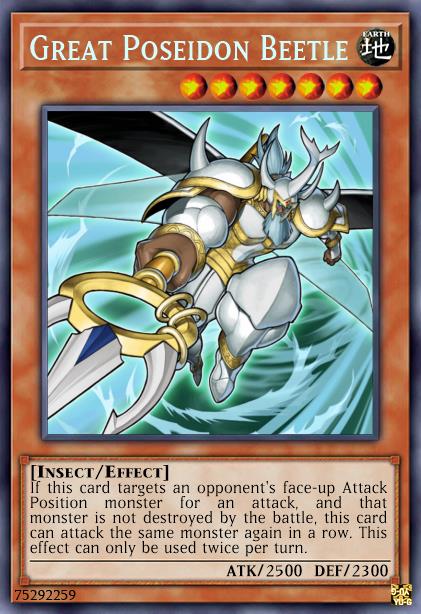 GREAT POSEIDON BEETLE
EARTH
地
[INSECT/EFFECT]
If this card targets an opponent's face-up Attack
Position monster for an attack, and that
monster is not destroyed by the battle, this card
can attack the same monster again in a row. This
effect can only be used twice per turn.
ATK/2500 DEF/2300
75292259